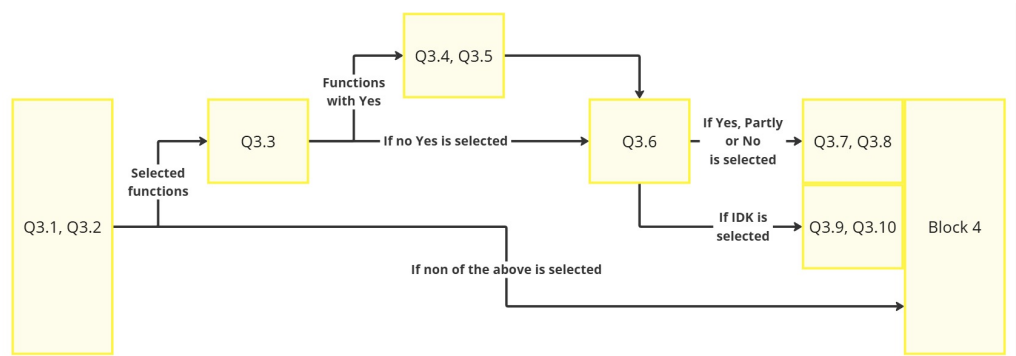 Q3.1, Q3.2
Selected
functions
Q3.3
Functions
with Yes
Q3.4, Q3.5
If no Yes is selected
Q3.6
If Yes, Partly
or No
is selected
Q3.7, Q3.8
If IDK is
selected
Q3.9, Q3.10
Block 4
If non of the above is selected